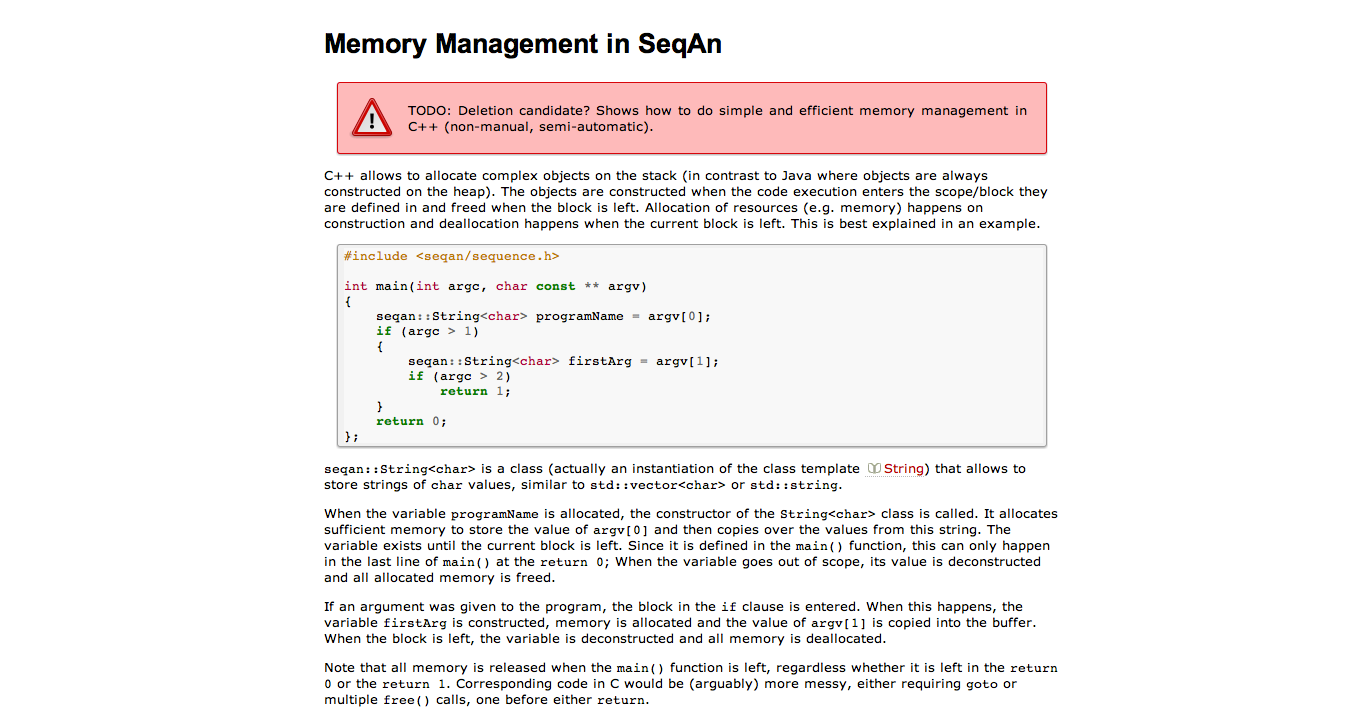 Memory Management in SeqAn
TODO: Deletion candidate? Shows how to do simple and efficient memory management in
C++ (non-manual, semi-automatic).
C++ allows to allocate complex objects on the stack (in contrast to Java where objects are always
constructed on the heap). The objects are constructed when the code execution enters the scope/block they
are defined in and freed when the block is left. Allocation of resources (e.g. memory) happens on
construction and deallocation happens when the current block is left. This is best explained in an example.
#include <seqan/sequence.h>
int main(int argc, char const ** argv)
{
    seqan::String<char> programName = argv[0];
    if (argc > 1)
    {
        seqan::String<char> firstArg = argv[1];
        if (argc > 2)
            return 1;
    }
    return 0;
};
seqan::String<char> is a class (actually an instantiation of the class template String) that allows to
store strings of char values, similar to std::vector<char> or std::string.
When the variable programName is allocated, the constructor of the String<char> class is called. It allocates
sufficient memory to store the value of argv[0] and then copies over the values from this string. The
variable exists until the current block is left. Since it is defined in the main() function, this can only happen
in the last line of main() at the return 0; When the variable goes out of scope, its value is deconstructed
and all allocated memory is freed.
If an argument was given to the program, the block in the if clause is entered. When this happens, the
variable firstArg is constructed, memory is allocated and the value of argv[1] is copied into the buffer.
When the block is left, the variable is deconstructed and all memory is deallocated.
Note that all memory is released when the main() function is left, regardless whether it is left in the return
0 or the return 1. Corresponding code in C would be (arguably) more messy, either requiring goto or
multiple free() calls, one before either return.